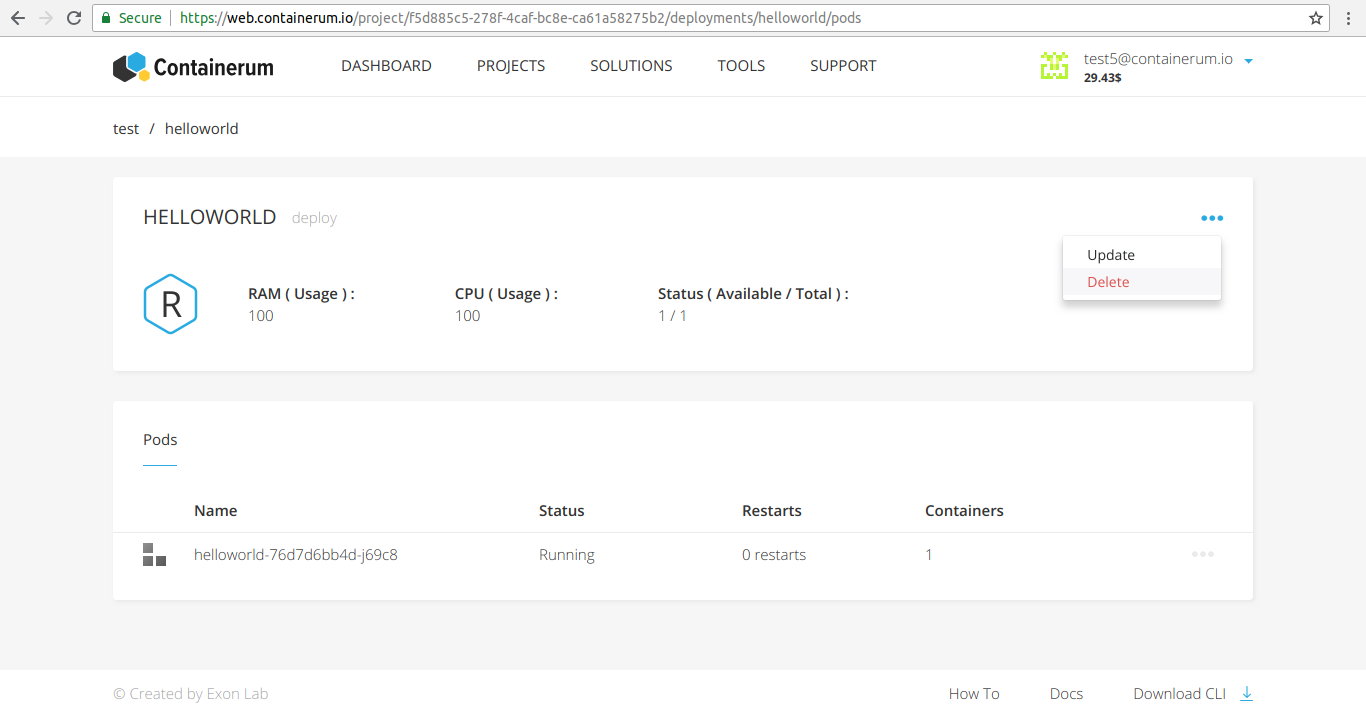 Secure https://web.containerum.io/project/f5d885c5-278f-4caf-bc8e-ca61a58275b2/deployments/helloworld/pods
Containerum DASHBOARD PROJECTS SOLUTIONS TOOLS SUPPORT test5@containerum.io
29.43$
test / helloworld
HELLOWORLD deploy •••
Update
Delete
R
RAM ( Usage ) : CPU ( Usage ) : Status ( Available / Total ) :
100 100 1 / 1
Pods
Name Status Restarts Containers
helloworld-76d7d6bb4d-j69c8 Running 0 restarts 1 •••
© Created by Exon Lab How To Docs Download CLI